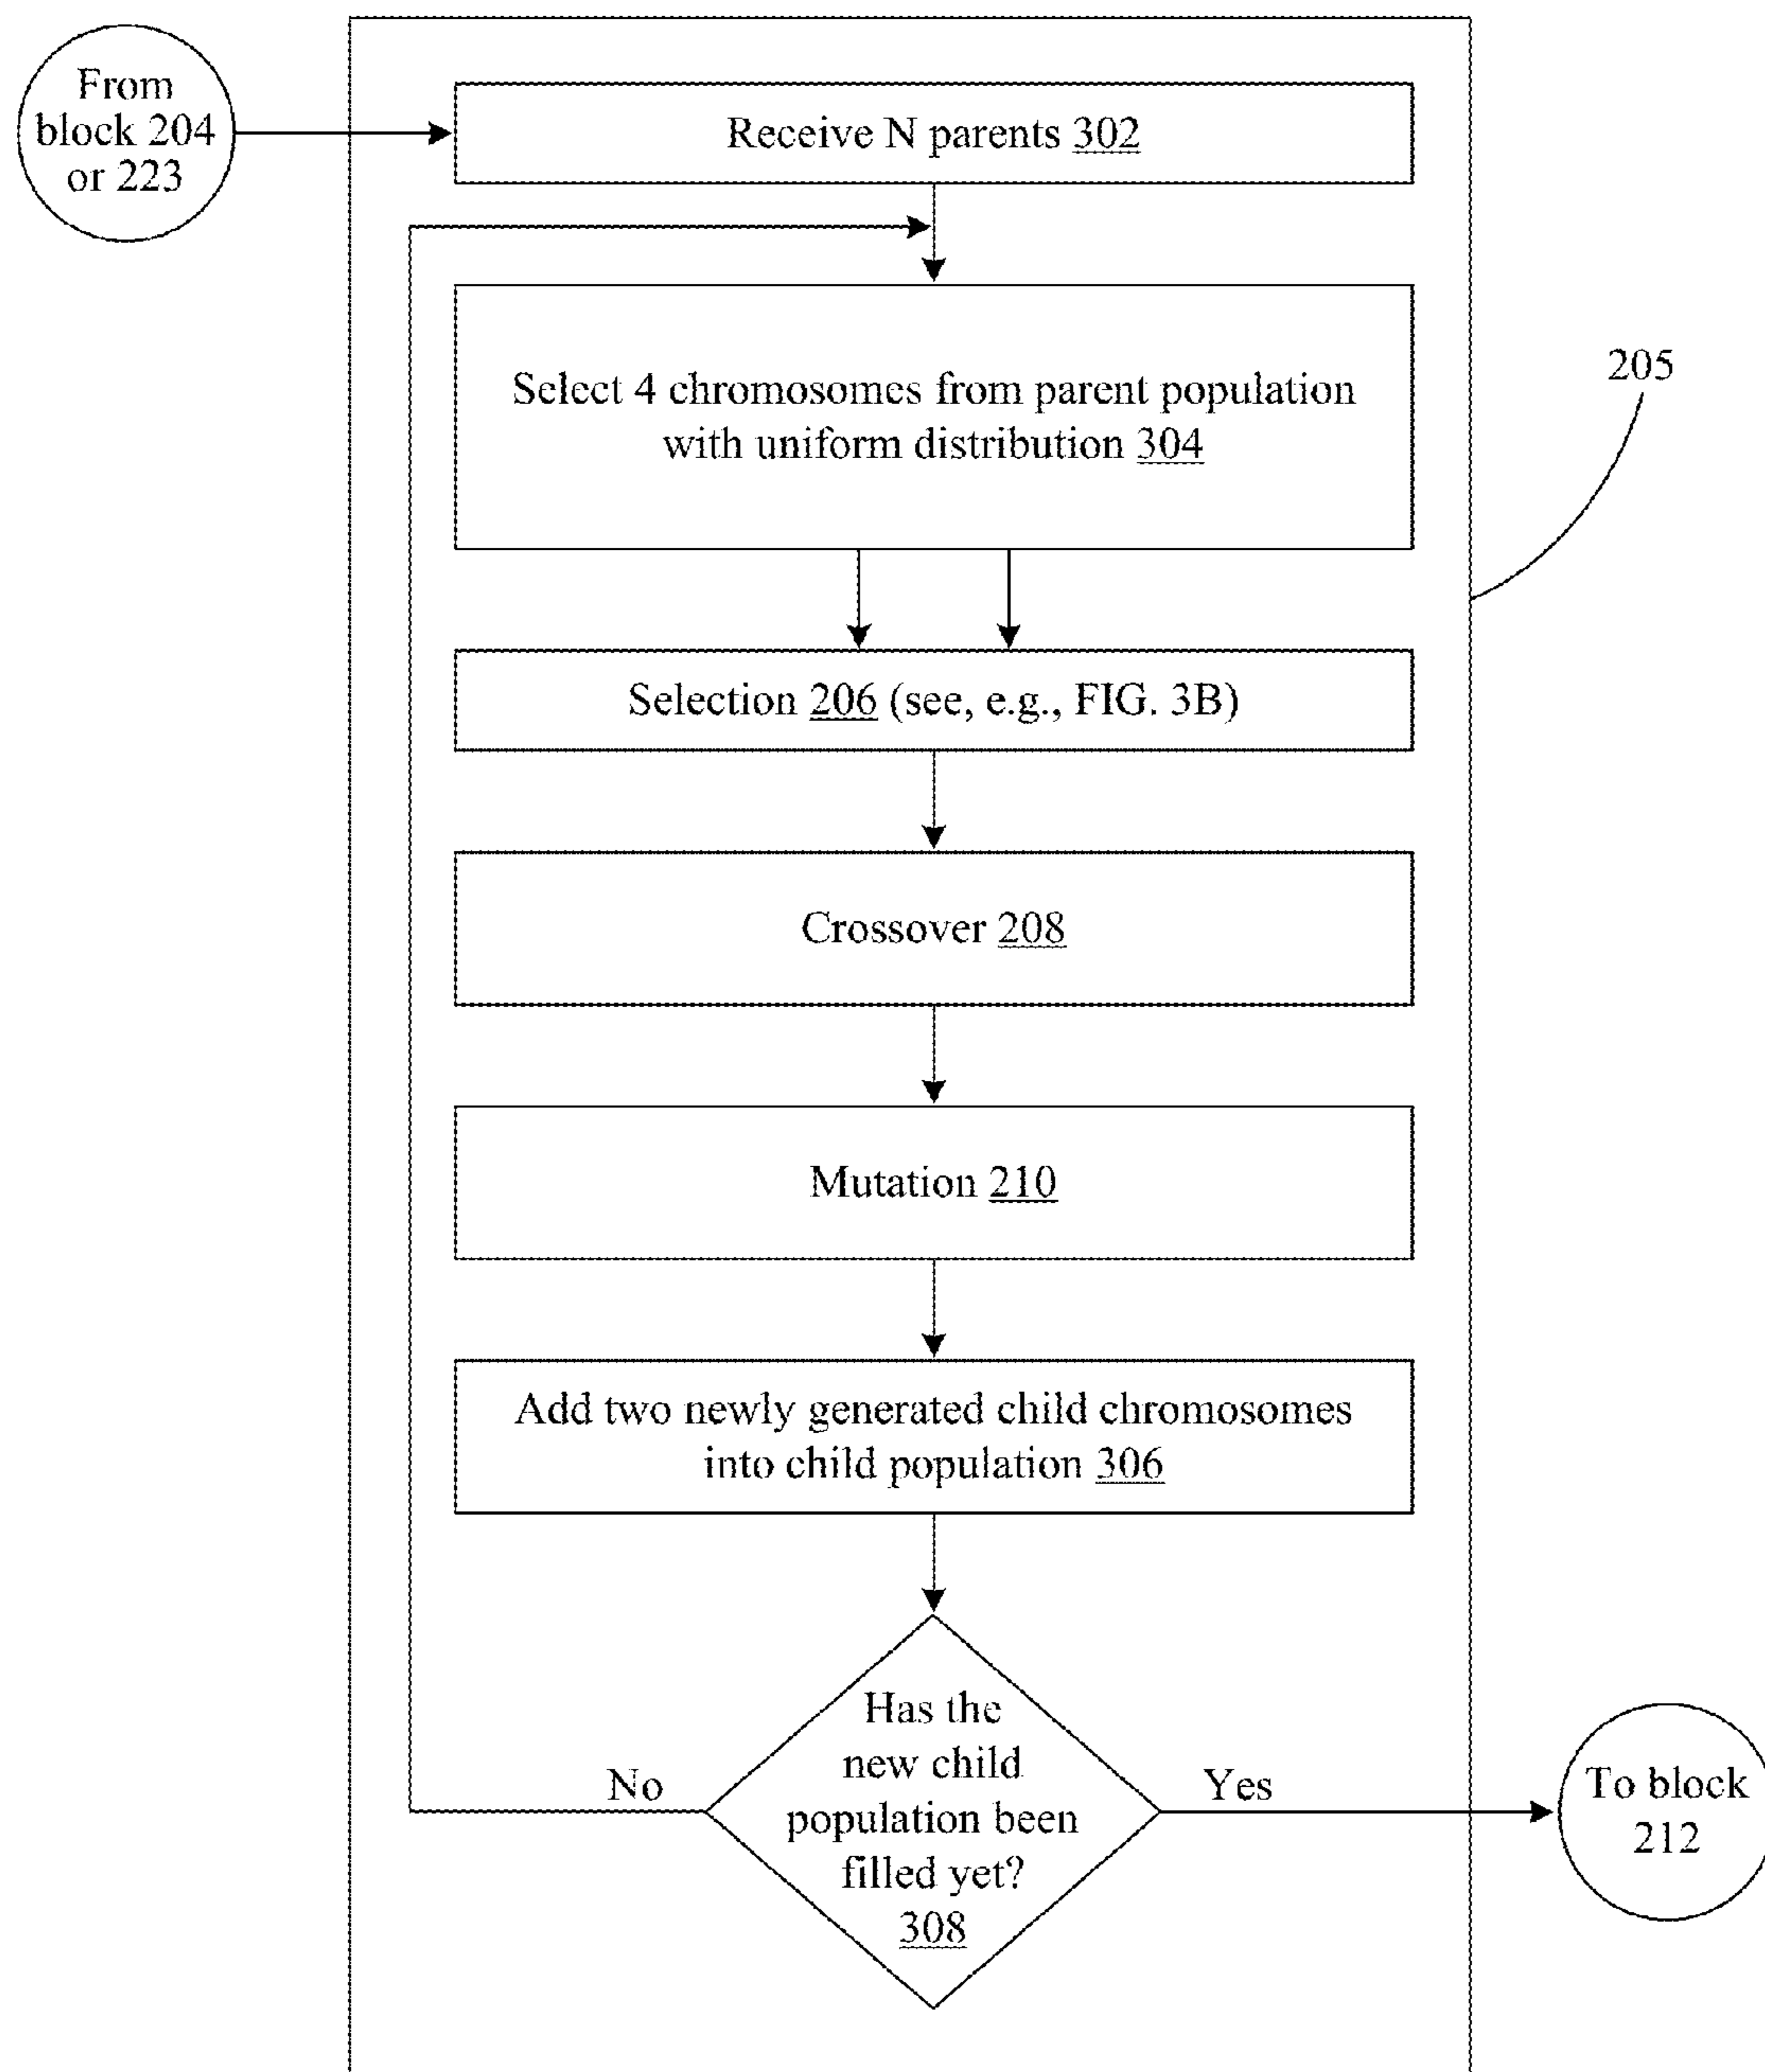 From
block 204
or 223
Receive N parents 302
Select 4 chromosomes from parent population
with uniform distribution 304
205
Selection 206 (see, e.g., FIG. 3B)
Crossover 208
Mutation 210
Add two newly generated child chromosomes
into child population 306
Has the
new child
population been
filled yet?
308
No
Yes
To block
212